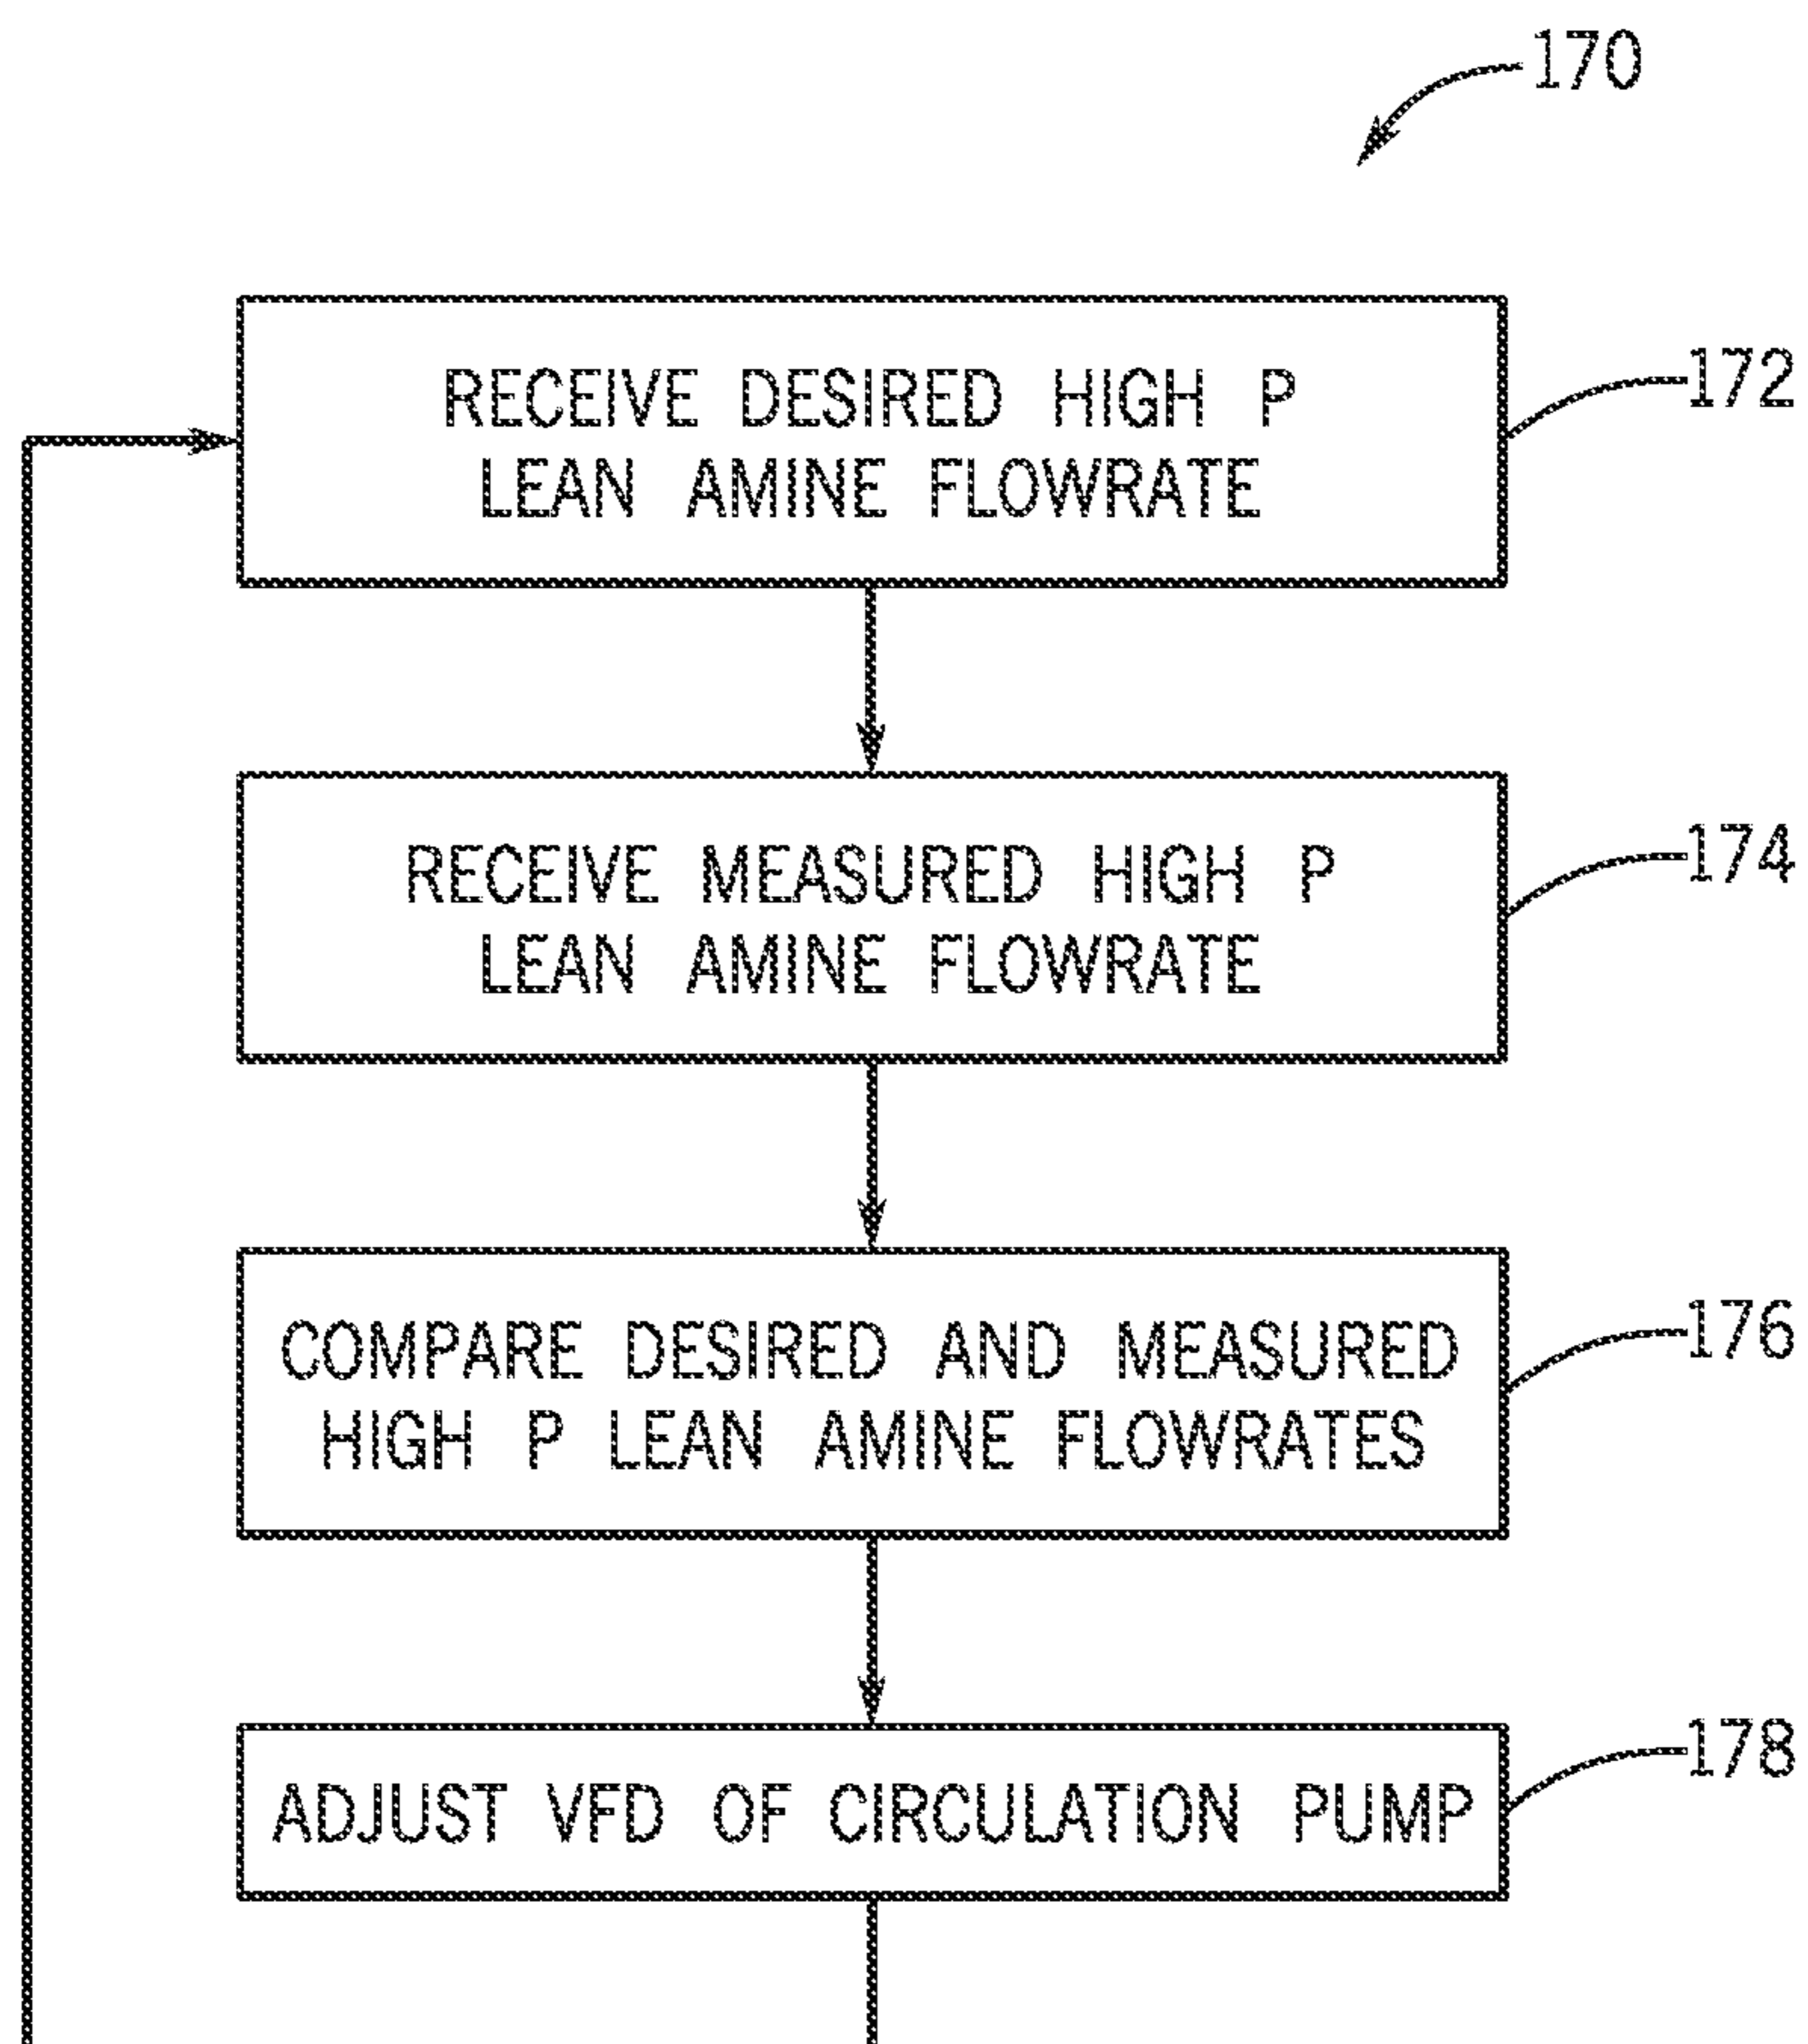 170
RECEIVE DESIRED HIGH P
LEAN AMINE FLOWRATE
172
RECEIVE MEASURED HIGH P
LEAN AMINE FLOWRATE
174
COMPARE DESIRED AND MEASURED
HIGH P LEAN AMINE FLOWRATES
176
ADJUST VFD OF CIRCULATION PUMP
178